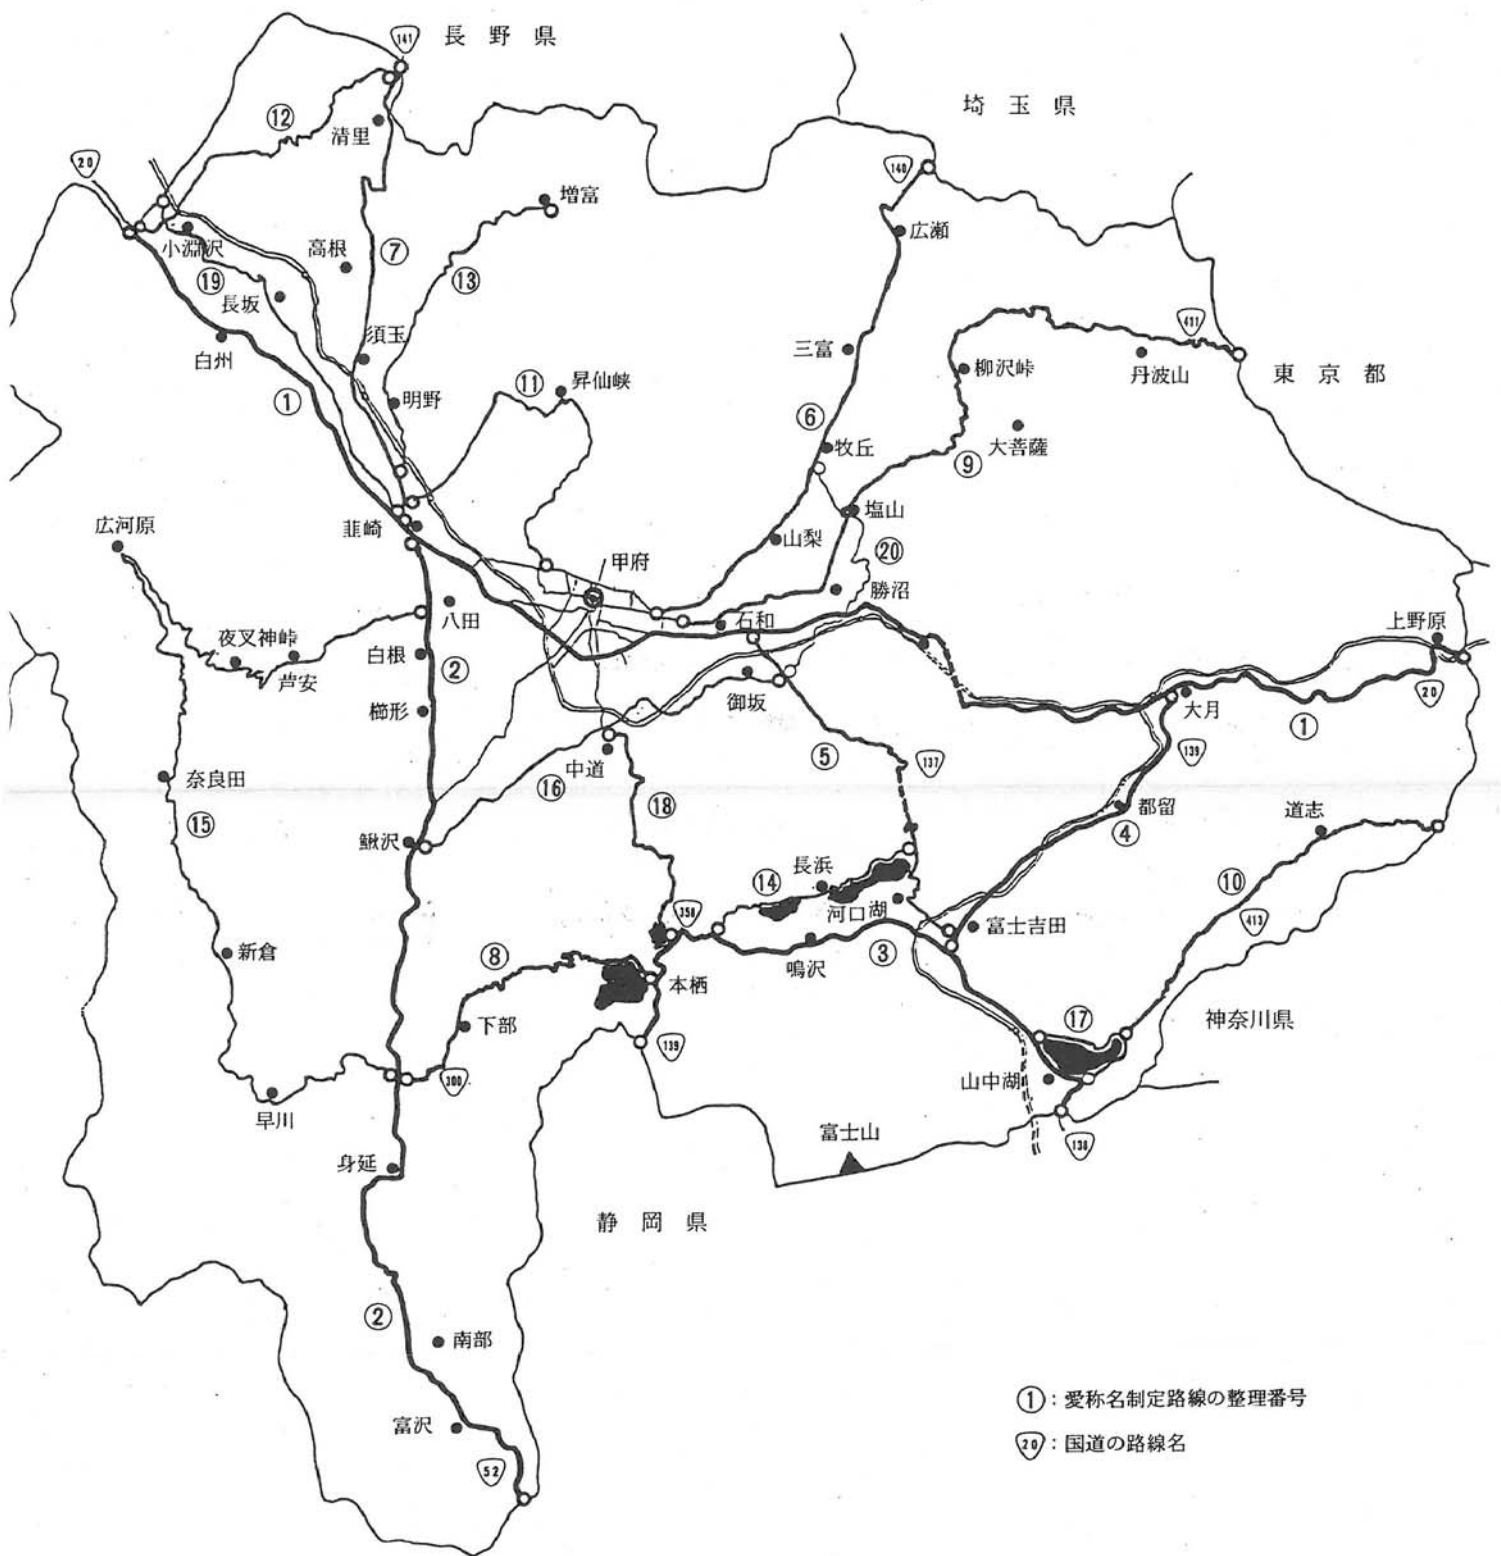 141
長野県
埼玉県
⑫
清里
20
140
増富
小淵沢
高根
⑦
広瀬
⑬
⑲
長坂
須玉
411
白州
三富
柳沢峠
丹波山
東京都
⑪
昇仙峡
①
明野
⑥
大菩薩
牧丘
⑨
広河原
韮崎
塩山
山梨
⑳
甲府
勝沼
八田
石和
上野原
夜叉神峠
芦安
白根
②
御坂
20
櫛形
大月
①
⑤
137
139
中道
奈良田
⑯
⑱
都留
道志
⑮
④
鰍沢
長浜
⑭
⑩
河口湖
358
413
富士吉田
新倉
⑧
鳴沢
③
本栖
下部
⑰
神奈川県
139
300
山中湖
早川
富士山
138
身延
静岡県
②
南部
①：愛称名制定路線の整理番号
富沢
20：国道の路線名
52